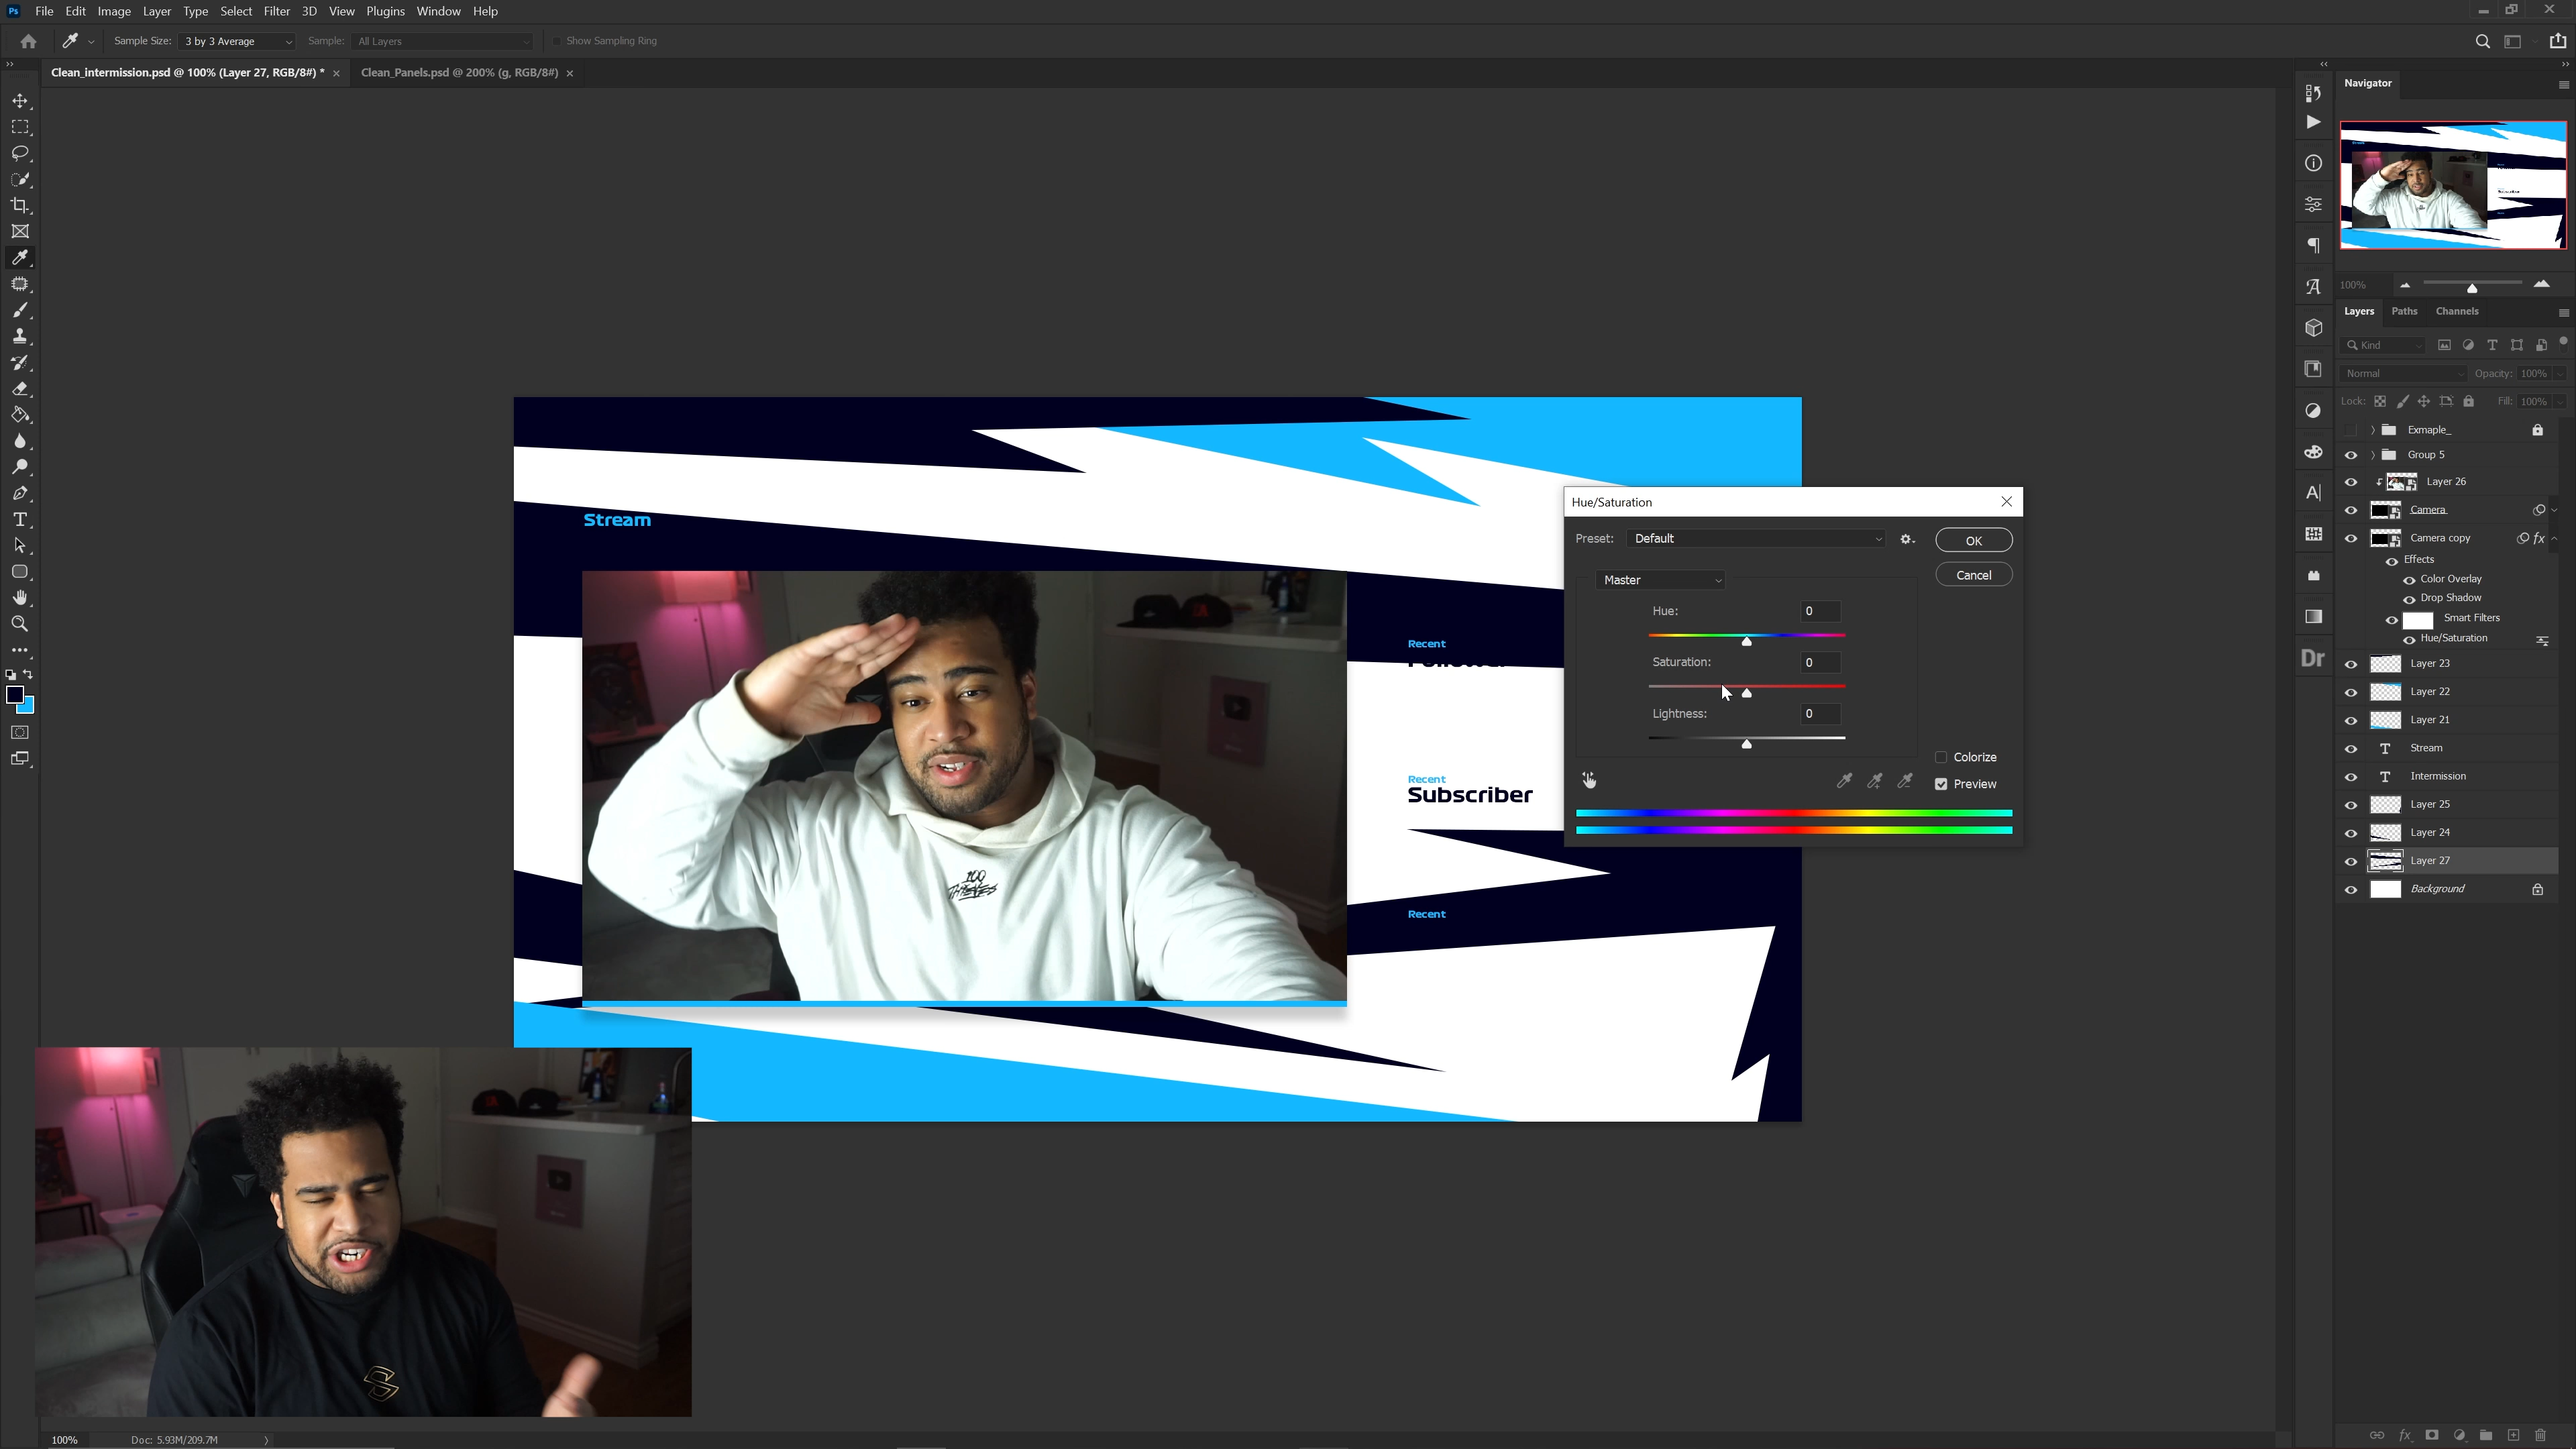 Ps File Edit Image Layer Type Select Filter 3D View Plugins Window Help
Sample Size: 3 by 3 Average Sample: All Layers Show Sampling Ring
Clean_intermission.psd @ 100% (Layer 27, RGB/8#) * × Clean_Panels.psd @ 200% (g, RGB/8#) ×
Navigator
100%
Layers Paths Channels
Kind
Normal Opacity: 100%
Lock: Fill: 100%
Exmaple_
Group 5
Layer 26
Camera
Camera copy fx
Effects
Color Overlay
Drop Shadow
Smart Filters
Hue/Saturation
Layer 23
Layer 22
Layer 21
T Stream
T Intermission
Layer 25
Layer 24
Layer 27
Background
Dr
Stream
Recent
Recent
Subscriber
Recent
100
THIEVES
Hue/Saturation
Preset: Default OK
Cancel
Master
Hue: 0
Saturation: 0
Lightness: 0
Colorize
Preview
100% Doc: 5.93M/209.7M